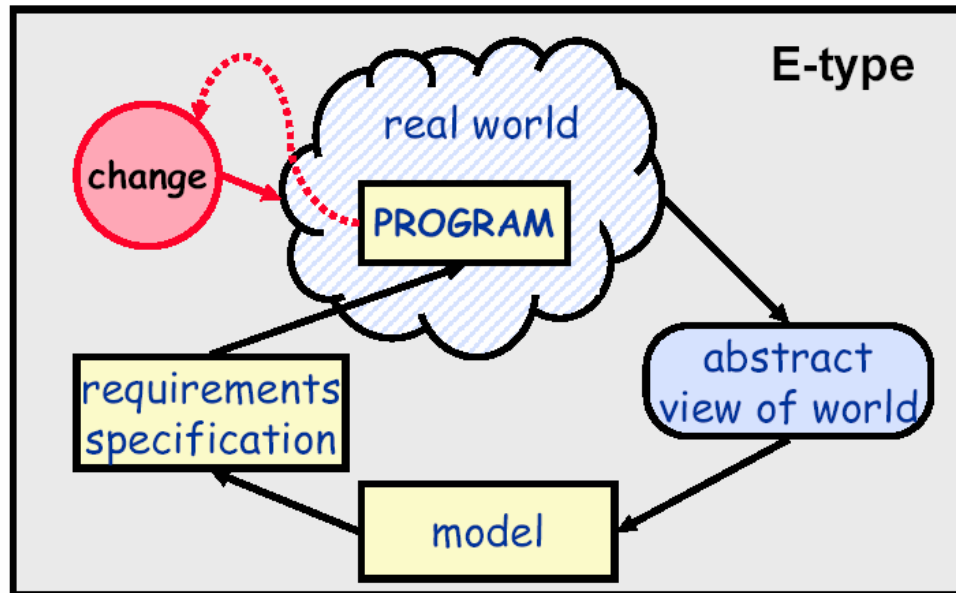 E-type
real world
change
PROGRAM
abstract
view of world
requirements
specification
model